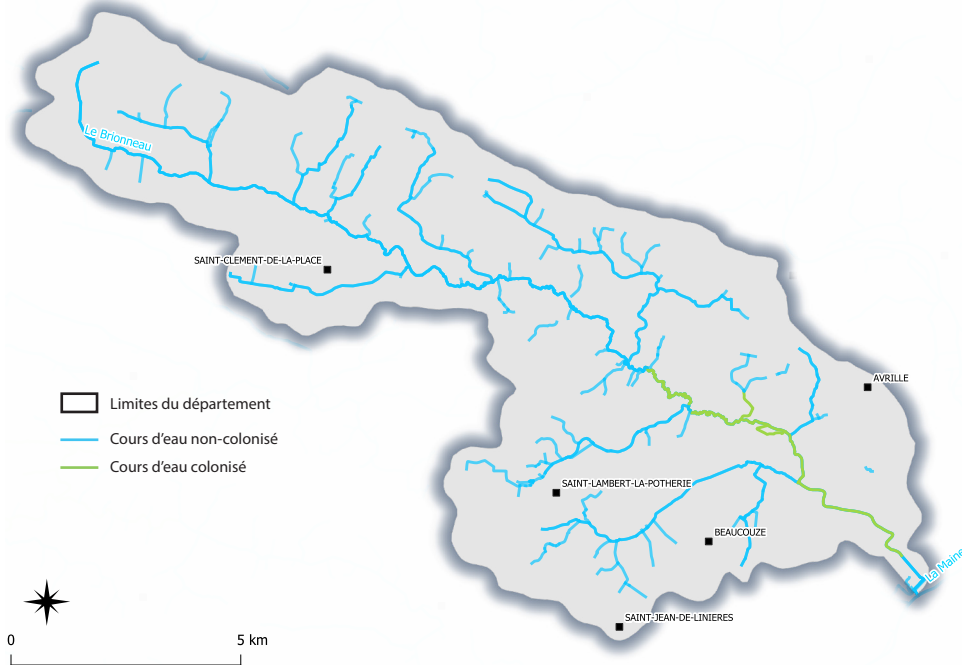 Le Brionneau
SAINT-CLEMENT-DE-LA-PLACE
AVRILLE
Limites du département
Cours d'eau non-colonisé
Cours d'eau colonisé
SAINT-LAMBERT-LA-POTHERIE
BEAUCOUZE
La Maine
SAINT-JEAN-DE-LINIERES
0
5 km